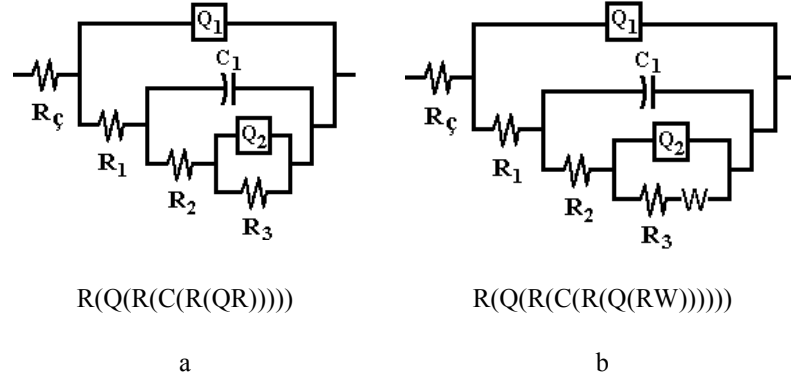 Q1 Q1
C1 C1
Rç Rç
R1 Q2 R1 Q2
R2 R2
R3 W R3
R(Q(R(C(R(QR))))) R(Q(R(C(R(Q(RW))))))
a b